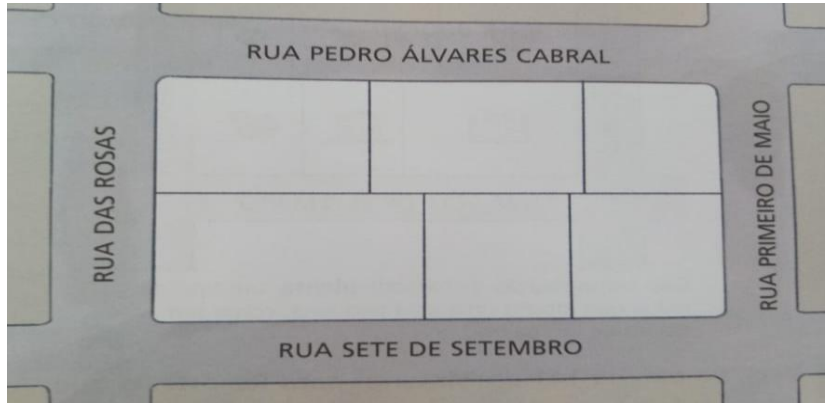 RUA PEDRO ÁLVARES CABRAL
RUA DAS ROSAS
RUA PRIMEIRO DE MAIO
RUA SETE DE SETEMBRO